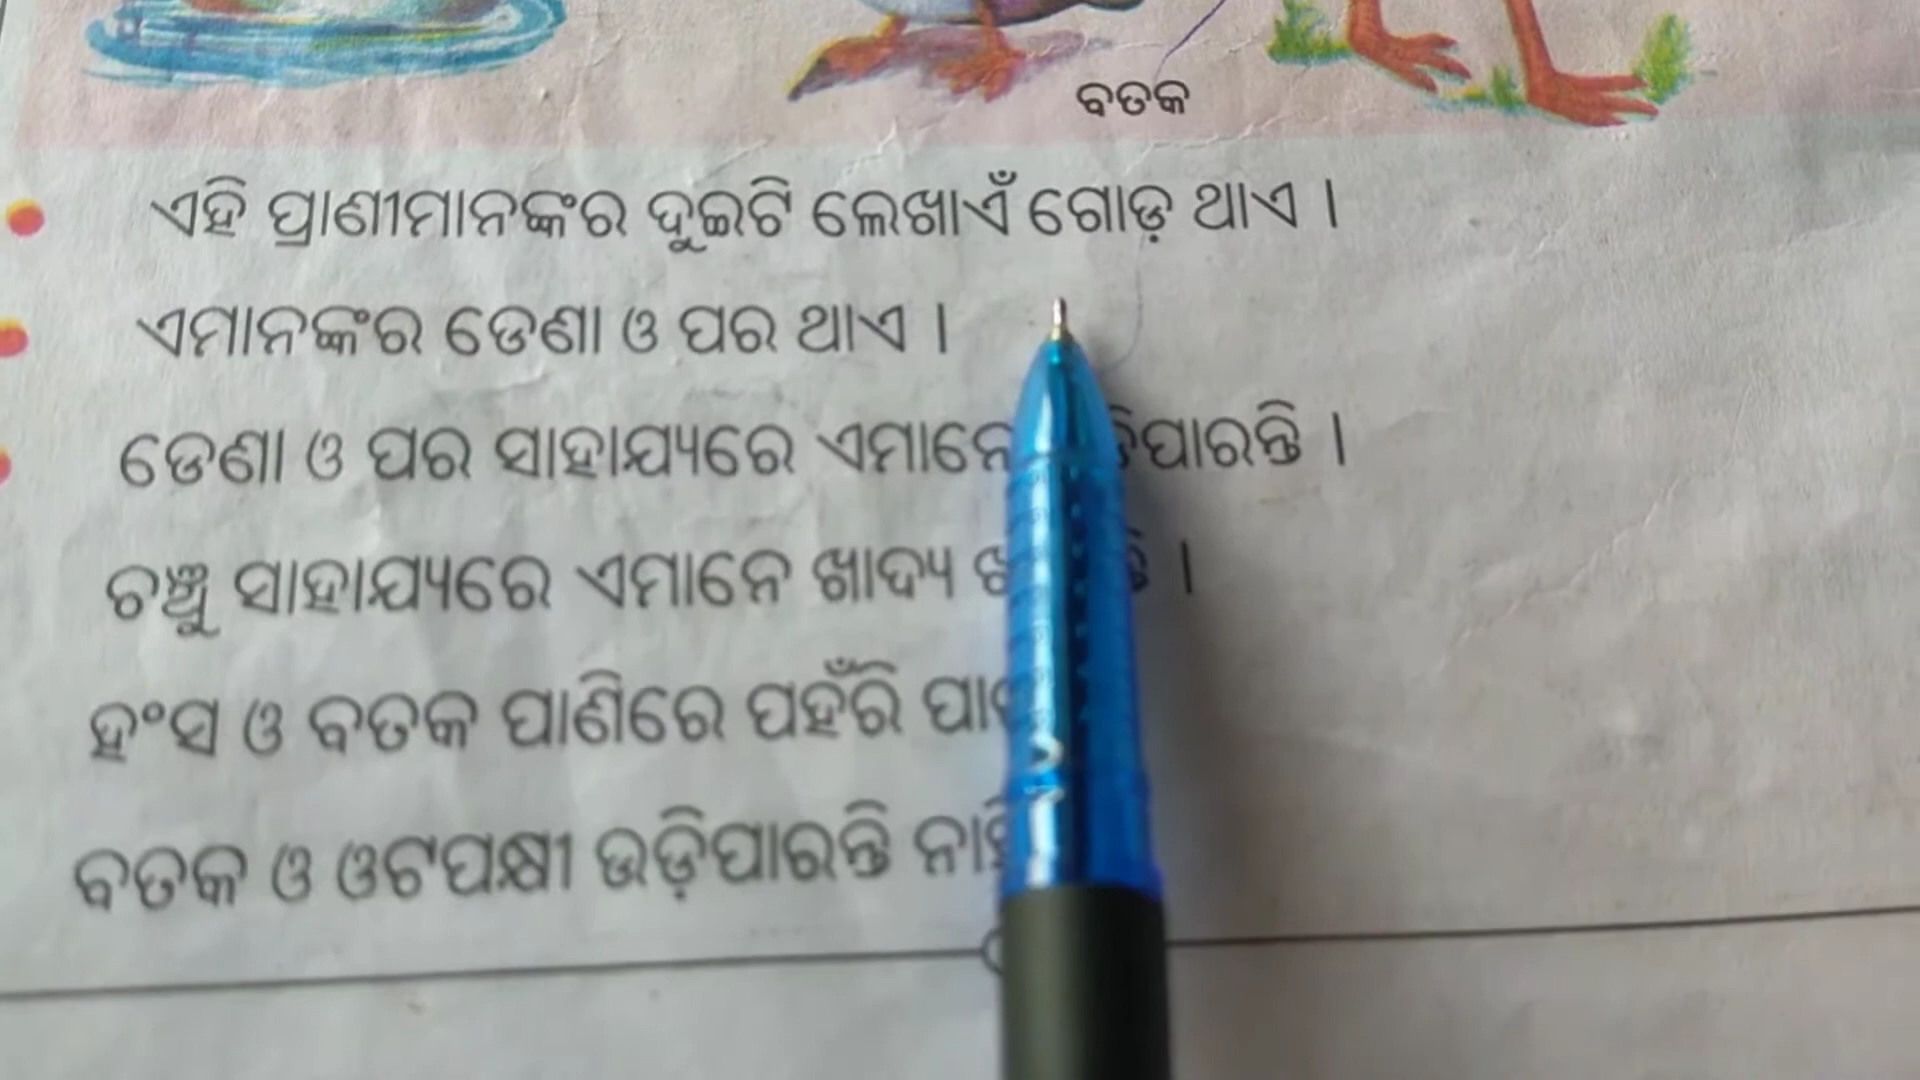 ବତକ
ଏହି ପ୍ରାଣୀମାନଙ୍କର ଦୁଇଟି ଲେଖାଏଁ ଗୋଡ଼ ଥାଏ ।
ଏମାନଙ୍କର ଡେଣା ଓ ପର ଥାଏ ।
ଡେଣା ଓ ପର ସାହାଯ୍ୟରେ ଏମାନେ
ଚଞ୍ଚୁ ସାହାଯ୍ୟରେ ଏମାନେ ଖାଦ୍ୟ ।
ହଂସ ଓ ବତକ ପାଣିରେ ପହଁରି
ବତକ ଓ ଓଟପକ୍ଷୀ ଉଡ଼ିପାରନ୍ତି